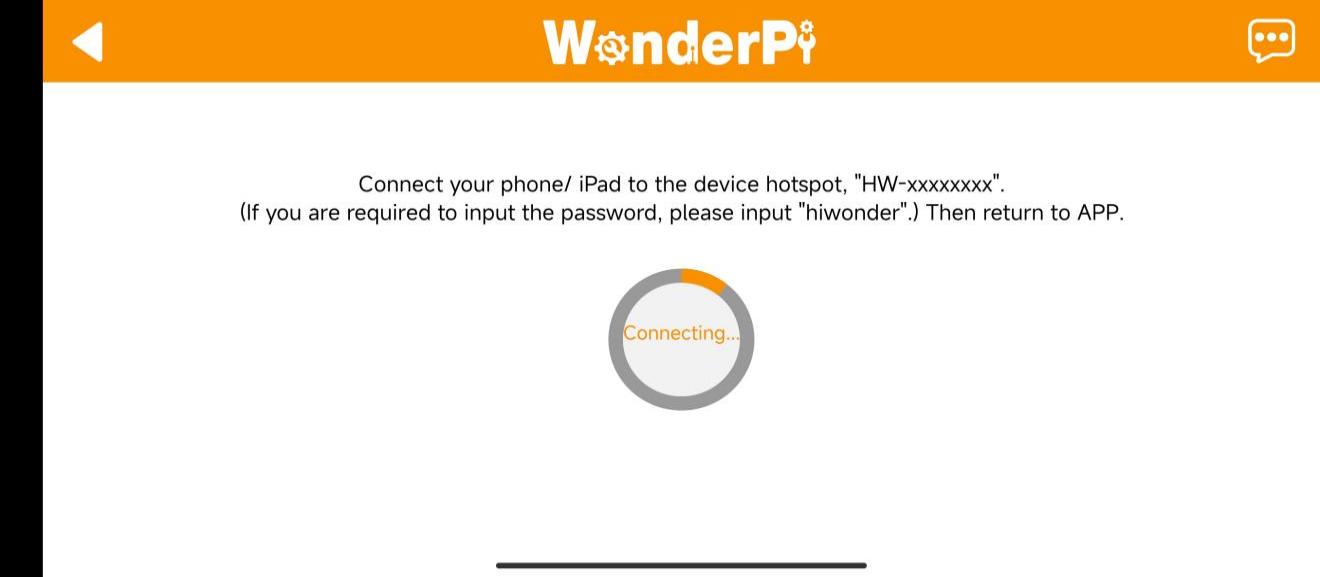 WonderPi
Connect your phone/ iPad to the device hotspot, "HW-xxxxxxxx".
(If you are required to input the password, please input "hiwonder".) Then return to APP.
Connecting...